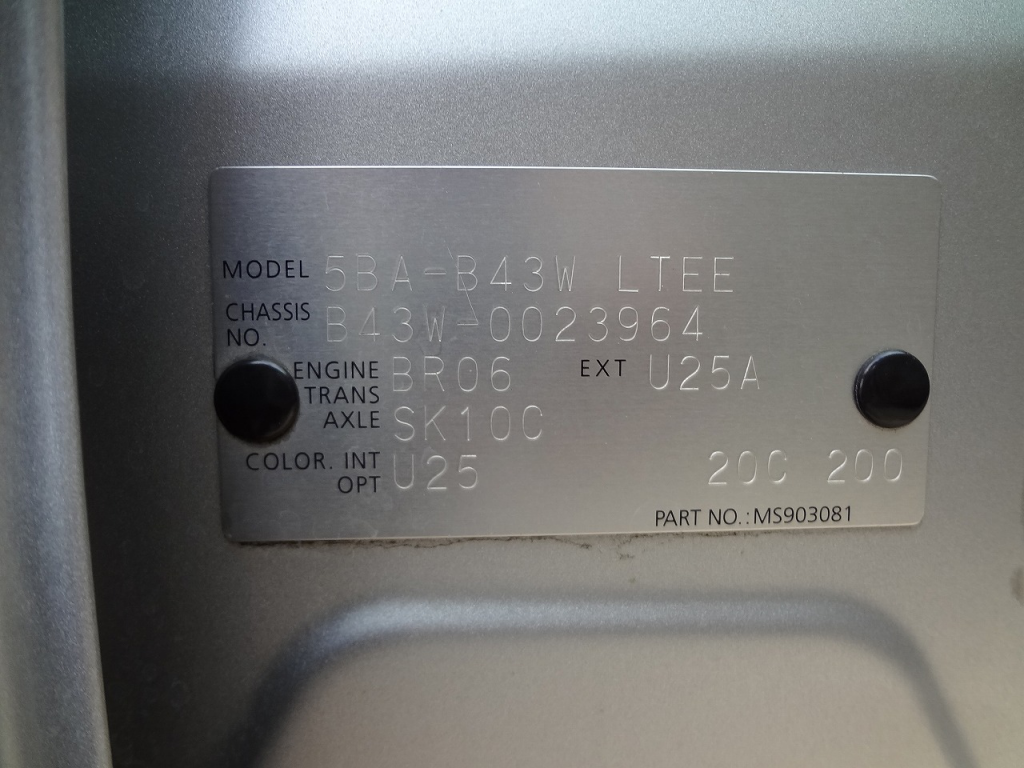 MODEL 5BA-B43W LTEE
CHASSIS NO. B43W-0023964
ENGINE BR06 EXT U25A
TRANS AXLE SK10C
COLOR. INT OPT U25 20C 200
PART NO.:MS903081